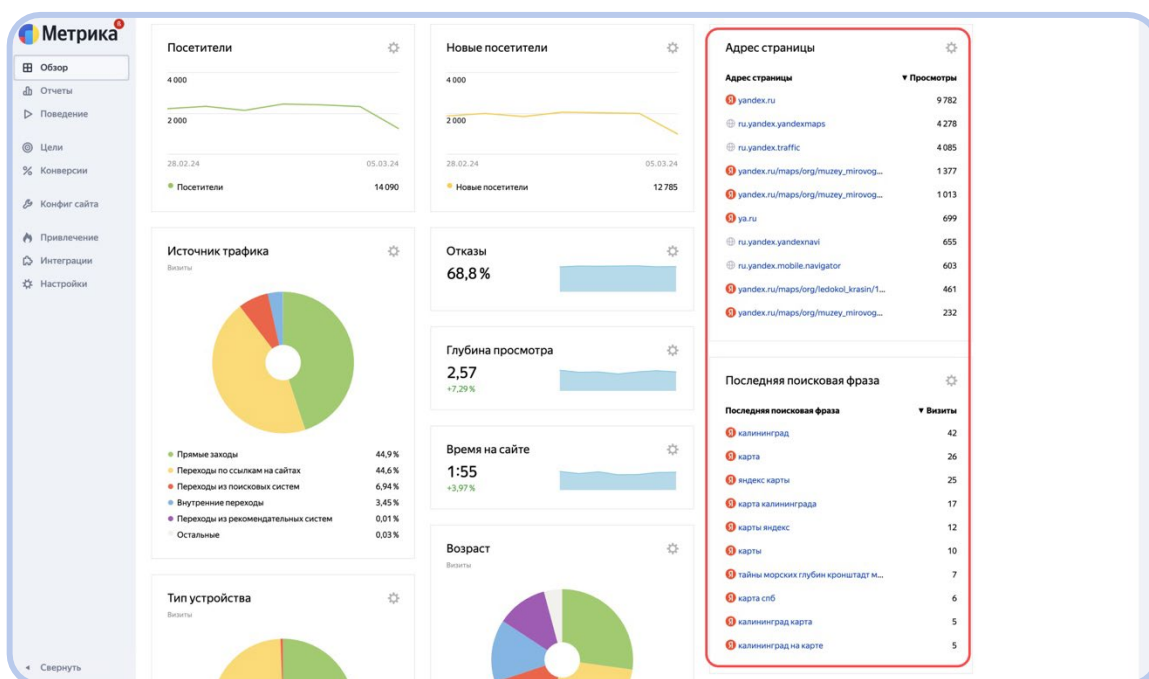 Метрика
6
Обзор
Отчеты
Поведение
Цели
Конверсии
Конфиг сайта
Привлечение
Интеграции
Настройки
Свернуть
Посетители
4 000
2 000
28.02.24 05.03.24
Посетители 14 090
Источник трафика
Визиты
Прямые заходы 44,9 %
Переходы по ссылкам на сайтах 44,6 %
Переходы из поисковых систем 6,94 %
Внутренние переходы 3,45 %
Переходы из рекомендательных систем 0,01 %
Остальные 0,03 %
Тип устройства
Визиты
Новые посетители
4 000
2 000
28.02.24 05.03.24
Новые посетители 12 785
Отказы
68,8 %
Глубина просмотра
2,57
+7,29 %
Время на сайте
1:55
+3,97 %
Возраст
Визиты
Адрес страницы
Адрес страницы ▼ Просмотры
Я yandex.ru 9 782
ru.yandex.yandexmaps 4 278
ru.yandex.traffic 4 085
Я yandex.ru/maps/org/muzey_mirovog... 1 377
Я yandex.ru/maps/org/muzey_mirovog... 1 013
Я ya.ru 699
ru.yandex.yandexnavi 655
ru.yandex.mobile.navigator 603
Я yandex.ru/maps/org/ledokol_krasin/1... 461
Я yandex.ru/maps/org/muzey_mirovog... 232
Последняя поисковая фраза
Последняя поисковая фраза ▼ Визиты
Я калининград 42
Я карта 26
Я яндекс карты 25
Я карта калининграда 17
Я карты яндекс 12
Я карты 10
Я тайны морских глубин кронштадт м... 7
Я карта спб 6
Я калининград карта 5
Я калининград на карте 5